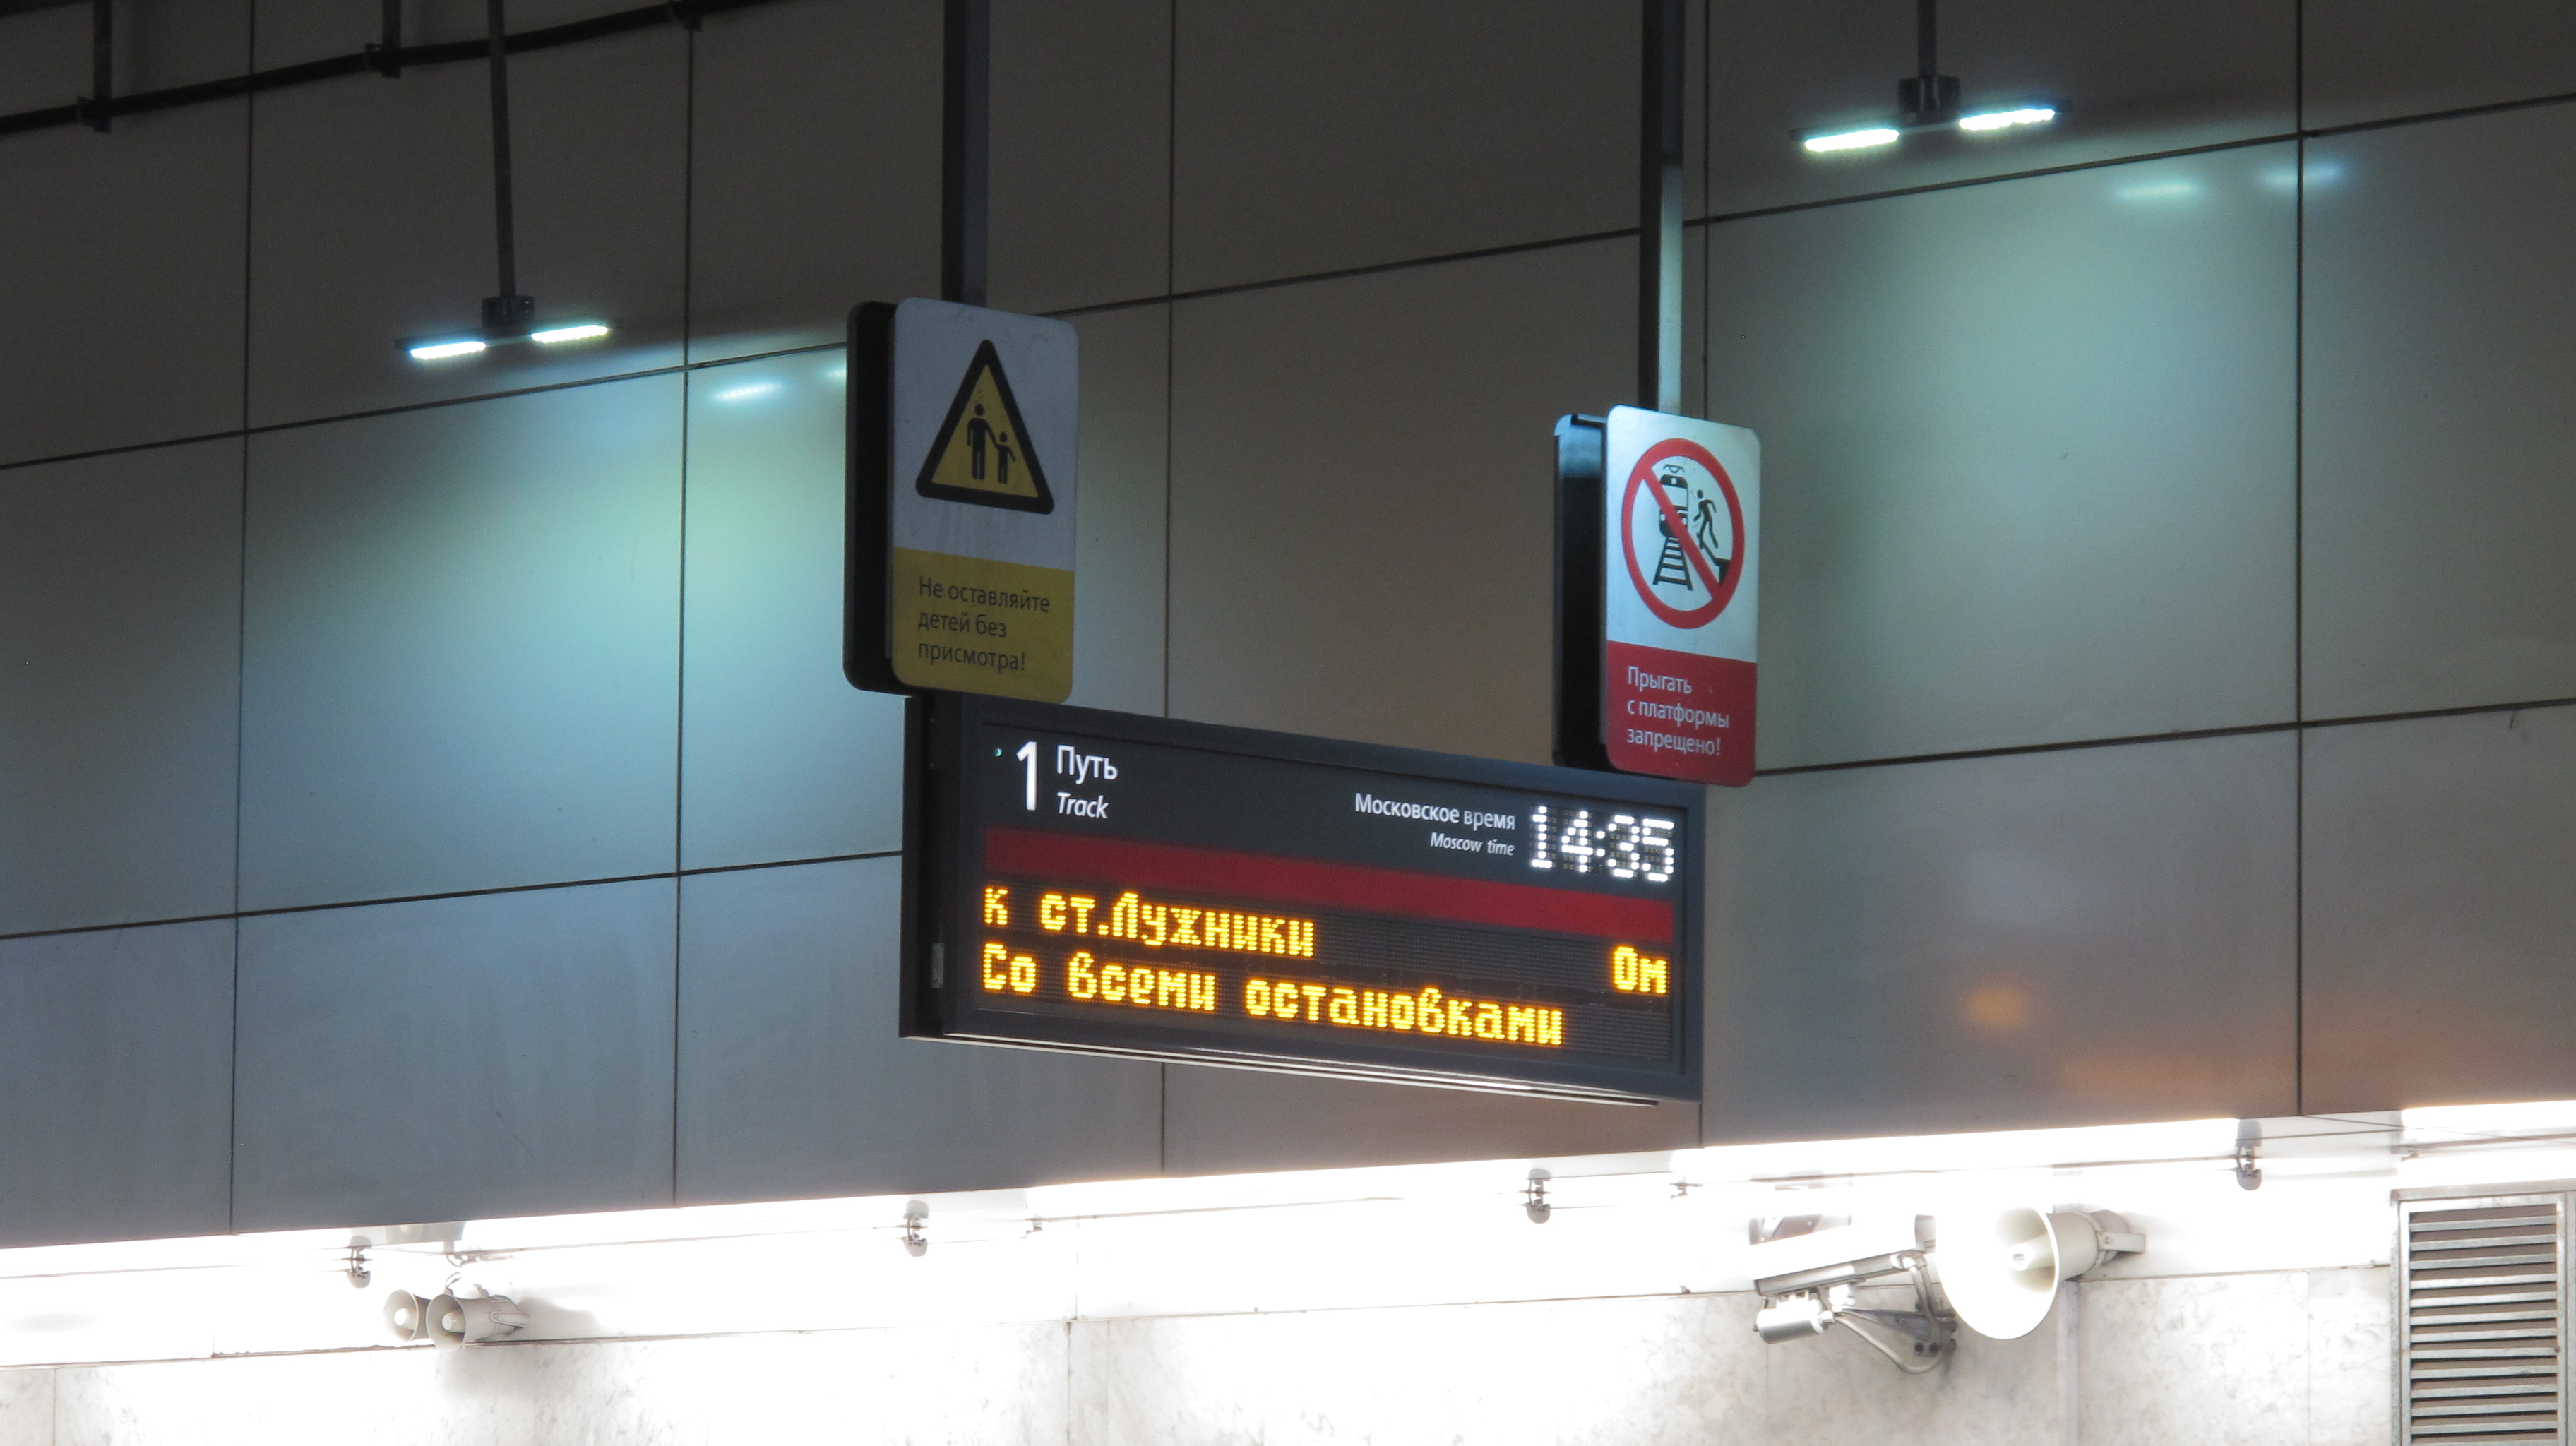 Не оставляйте
детей без
присмотра!
Прыгать
с платформы
запрещено!
1 Путь
Track
Московское время 14:35
Moscow time
К ст.Лужники 0м
Со всеми остановками